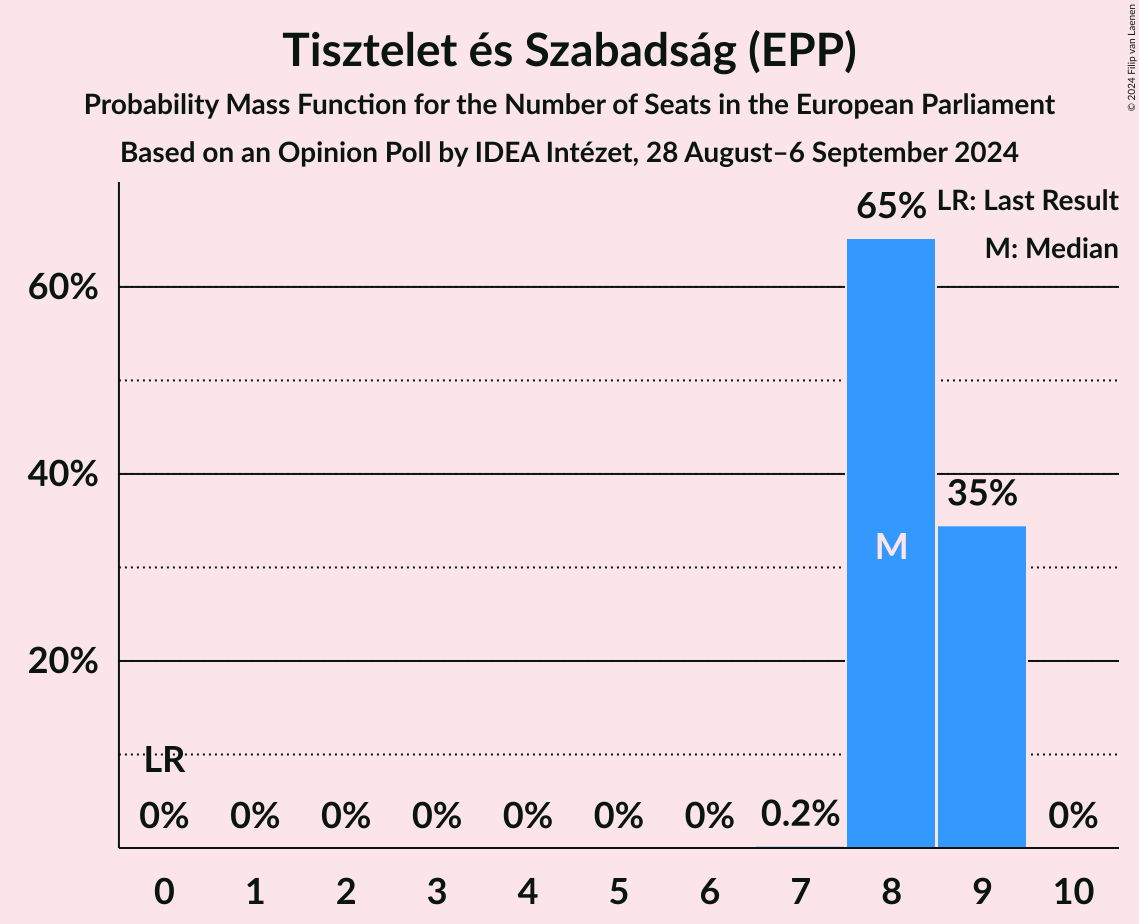 Tisztelet és Szabadság (EPP)
Probability Mass Function for the Number of Seats in the European Parliament
Based on an Opinion Poll by IDEA Intézet, 28 August–6 September 2024
© 2024 Filip van Laenen
LR: Last Result
M: Median
65%
60%
40%
35%
M
20%
LR
0% 0% 0% 0% 0% 0% 0% 0.2% 0%
0 1 2 3 4 5 6 7 8 9 10